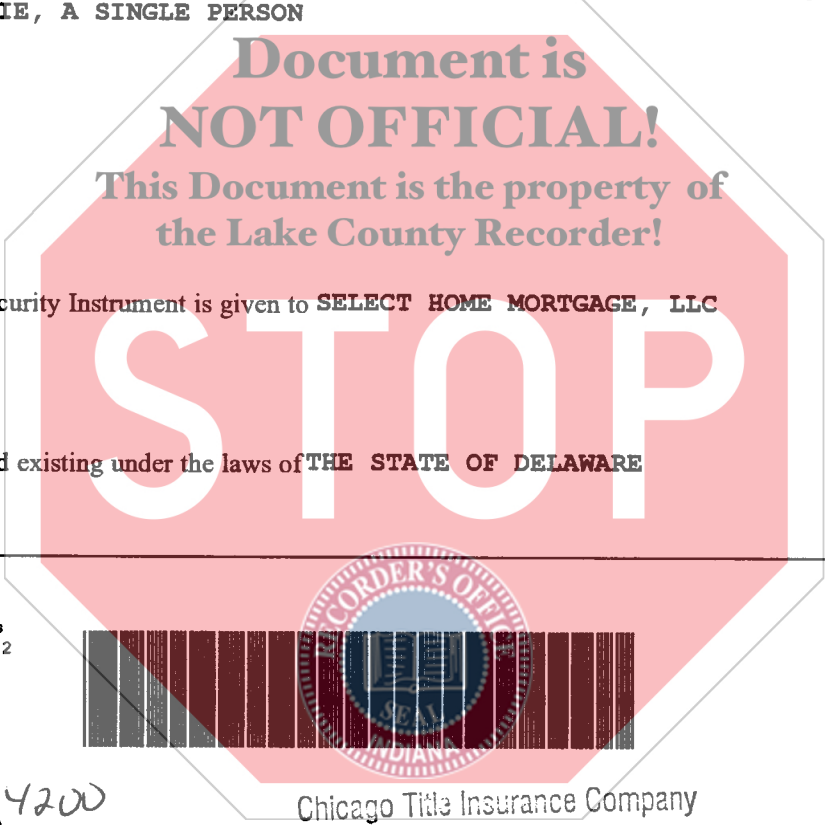 IE, A SINGLE PERSON
Document is
NOT OFFICIAL!
This Document is the property of
the Lake County Recorder!
curity Instrument is given to SELECT HOME MORTGAGE, LLC
STOP
d existing under the laws of THE STATE OF DELAWARE
RECORDER'S OFFICE
s
2
SEAL
INDIANA
4200
Chicago Title Insurance Company